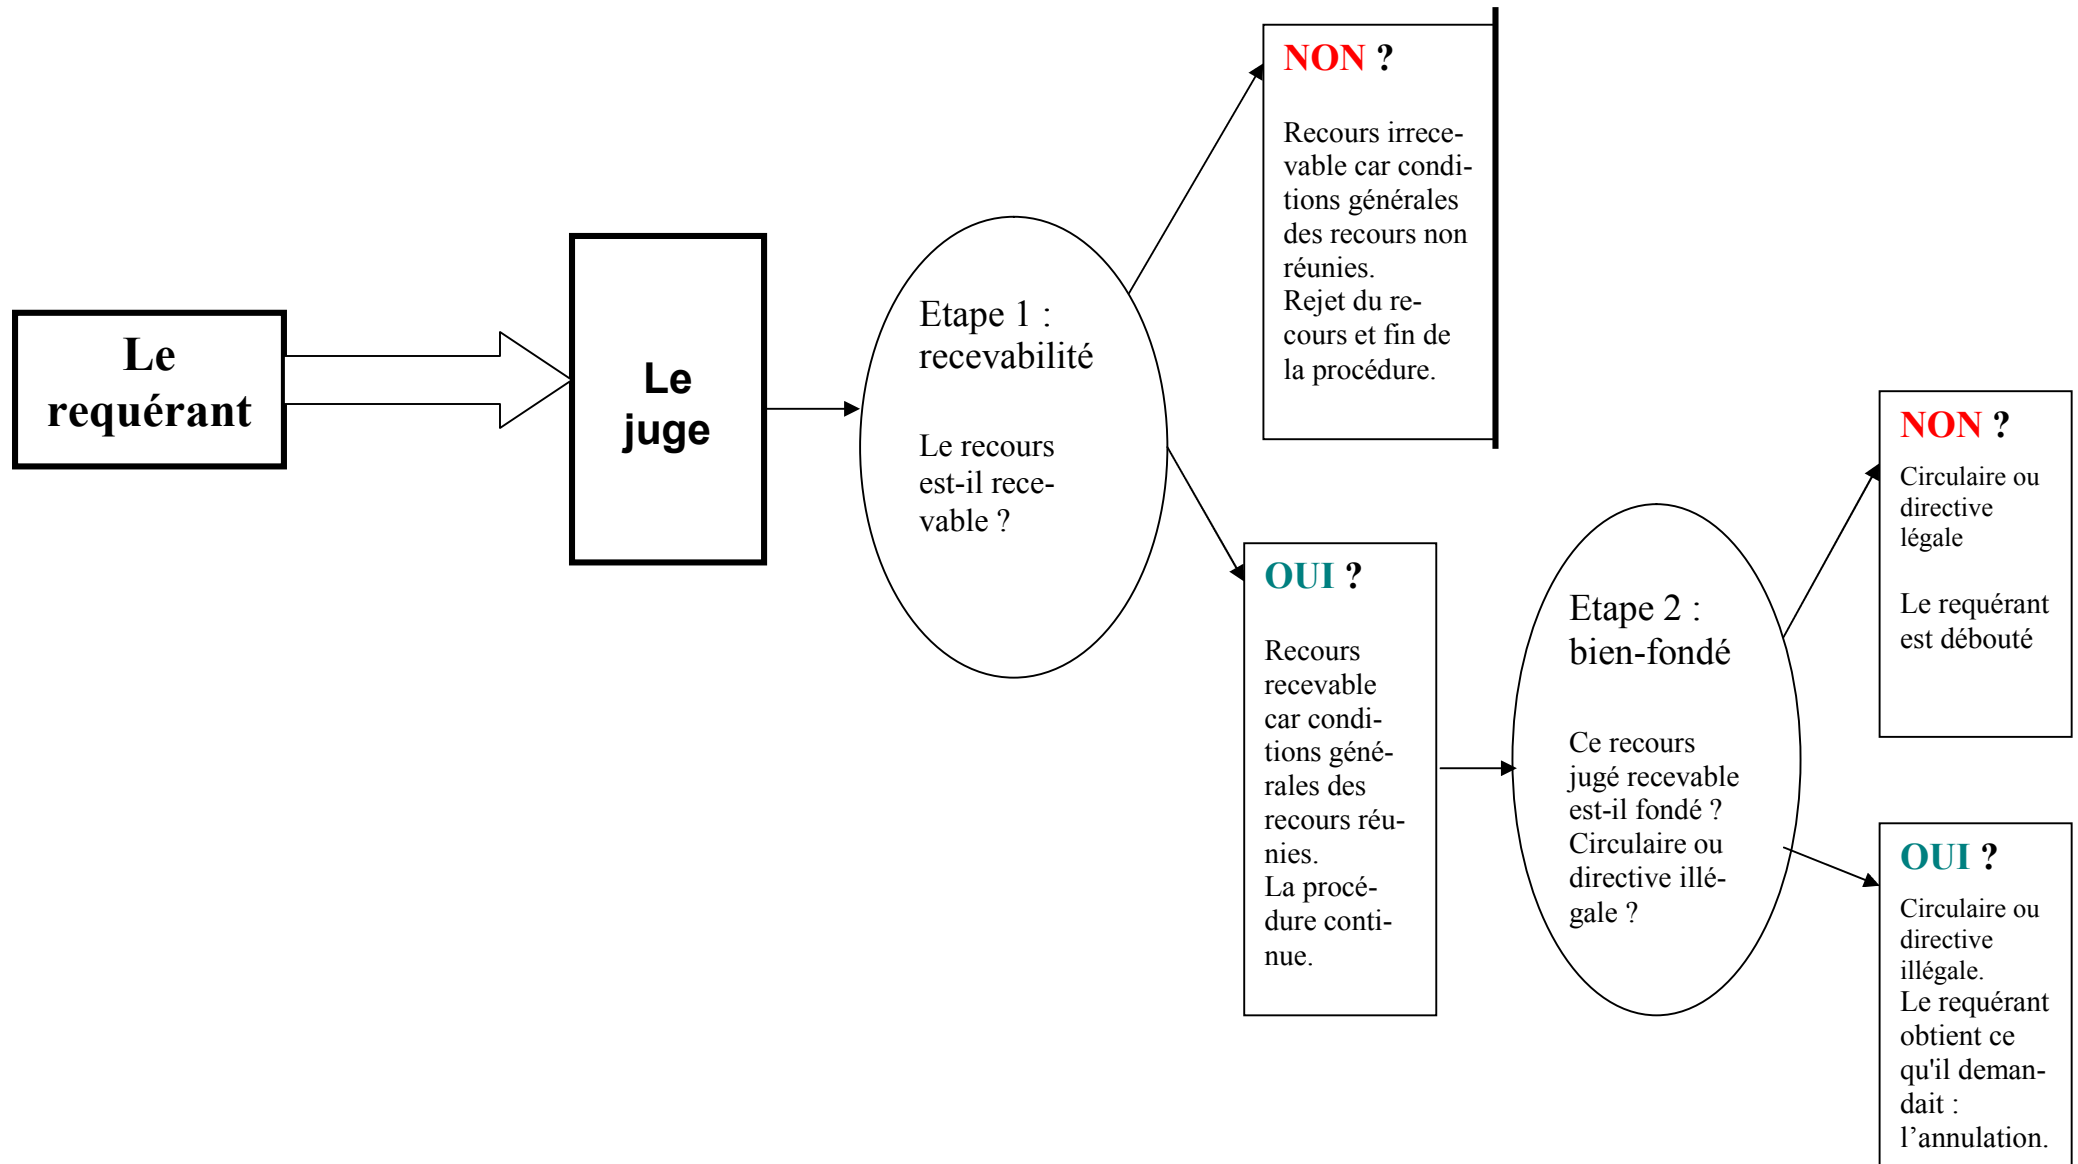 Le
requérant
Le
juge
Etape 1 :
recevabilité
Le recours
est-il rece-
vable ?
NON ?
Recours irrece-
vable car condi-
tions générales
des recours non
réunies.
Rejet du re-
cours et fin de
la procédure.
OUI ?
Recours
recevable
car condi-
tions géné-
rales des
recours réu-
nies.
La procé-
dure conti-
nue.
Etape 2 :
bien-fondé
Ce recours
jugé recevable
est-il fondé ?
Circulaire ou
directive illé-
gale ?
NON ?
Circulaire ou
directive
légale
Le requérant
est débouté
OUI ?
Circulaire ou
directive
illégale.
Le requérant
obtient ce
qu'il deman-
dait :
l’annulation.